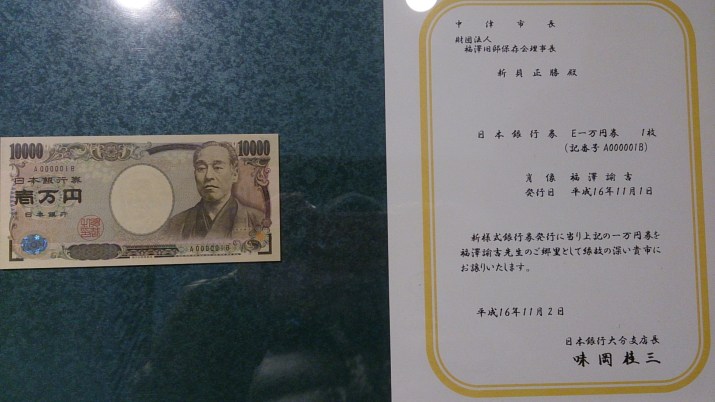 10000
10000
A000001B
日本銀行券
壱万円
日本銀行
A000001B
中津市長
財団法人
福澤旧邸保存会理事長
新貝正勝殿
日本銀行券 E一万円券 1枚
(記番号 A000001B)
肖像 福澤諭吉
発行日 平成16年11月1日
新様式銀行券発行に当り上記の一万円券を
福澤諭吉先生のご郷里として縁故の深い貴市に
お譲りいたします。
平成16年11月2日
日本銀行大分支店長
味岡桂三